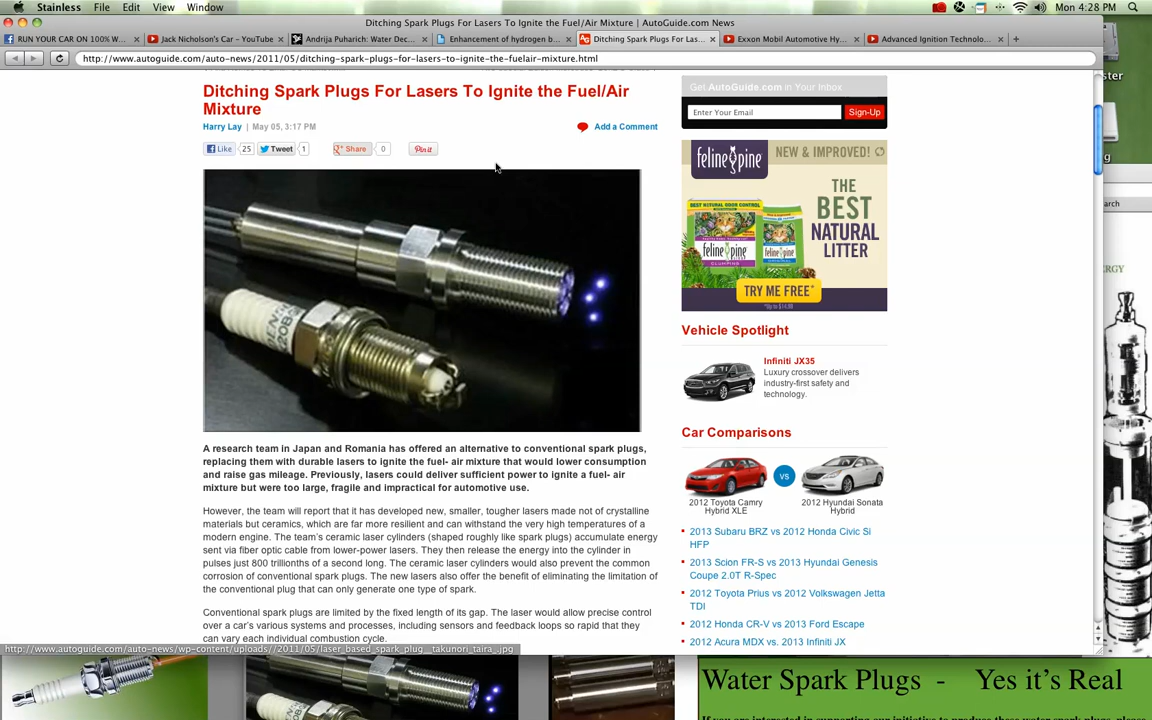 Stainless File Edit View Window
Mon 4:28 PM
Ditching Spark Plugs For Lasers To Ignite the Fuel/Air Mixture | AutoGuide.com News
RUN YOUR CAR ON 100% W...
Jack Nicholson's Car - YouTube
Andrija Puharich: Water Dec...
Enhancement of hydrogen b...
Ditching Spark Plugs For Las...
Exxon Mobil Automotive Hy...
Advanced Ignition Technolo...
http://www.autoguide.com/auto-news/2011/05/ditching-spark-plugs-for-lasers-to-ignite-the-fuelair-mixture.html
Ditching Spark Plugs For Lasers To Ignite the Fuel/Air
Mixture
Harry Lay | May 05, 3:17 PM
Add a Comment
Like 25 Tweet 1 Share 0 Pin it
A research team in Japan and Romania has offered an alternative to conventional spark plugs,
replacing them with durable lasers to ignite the fuel- air mixture that would lower consumption
and raise gas mileage. Previously, lasers could deliver sufficient power to ignite a fuel- air
mixture but were too large, fragile and impractical for automotive use.
However, the team will report that it has developed new, smaller, tougher lasers made not of crystalline
materials but ceramics, which are far more resilient and can withstand the very high temperatures of a
modern engine. The team's ceramic laser cylinders (shaped roughly like spark plugs) accumulate energy
sent via fiber optic cable from lower-power lasers. They then release the energy into the cylinder in
pulses just 800 trillionths of a second long. The ceramic laser cylinders would also prevent the common
corrosion of conventional spark plugs. The new lasers also offer the benefit of eliminating the limitation of
the conventional plug that can only generate one type of spark.
Conventional spark plugs are limited by the fixed length of its gap. The laser would allow precise control
over a car's various systems and processes, including sensors and feedback loops so rapid that they
can vary each individual combustion cycle.
http://www.autoguide.com/auto-news/wp-content/uploads//2011/05/laser_based_spark_plug__takunori_taira_.jpg
Get AutoGuide.com in Your Inbox
Enter Your Email Sign-Up
feline pine NEW & IMPROVED!
THE
BEST
NATURAL
LITTER
BEST NATURAL ODOR CONTROL
feline pine
CLUMPING
feline pine
TRY ME FREE*
Vehicle Spotlight
Infiniti JX35
Luxury crossover delivers
industry-first safety and
technology.
Car Comparisons
vs
2012 Toyota Camry
Hybrid XLE
2012 Hyundai Sonata
Hybrid
2013 Subaru BRZ vs 2012 Honda Civic Si
HFP
2013 Scion FR-S vs 2013 Hyundai Genesis
Coupe 2.0T R-Spec
2012 Toyota Prius vs 2012 Volkswagen Jetta
TDI
2012 Honda CR-V vs 2013 Ford Escape
2012 Acura MDX vs. 2013 Infiniti JX
Water Spark Plugs - Yes it's Real